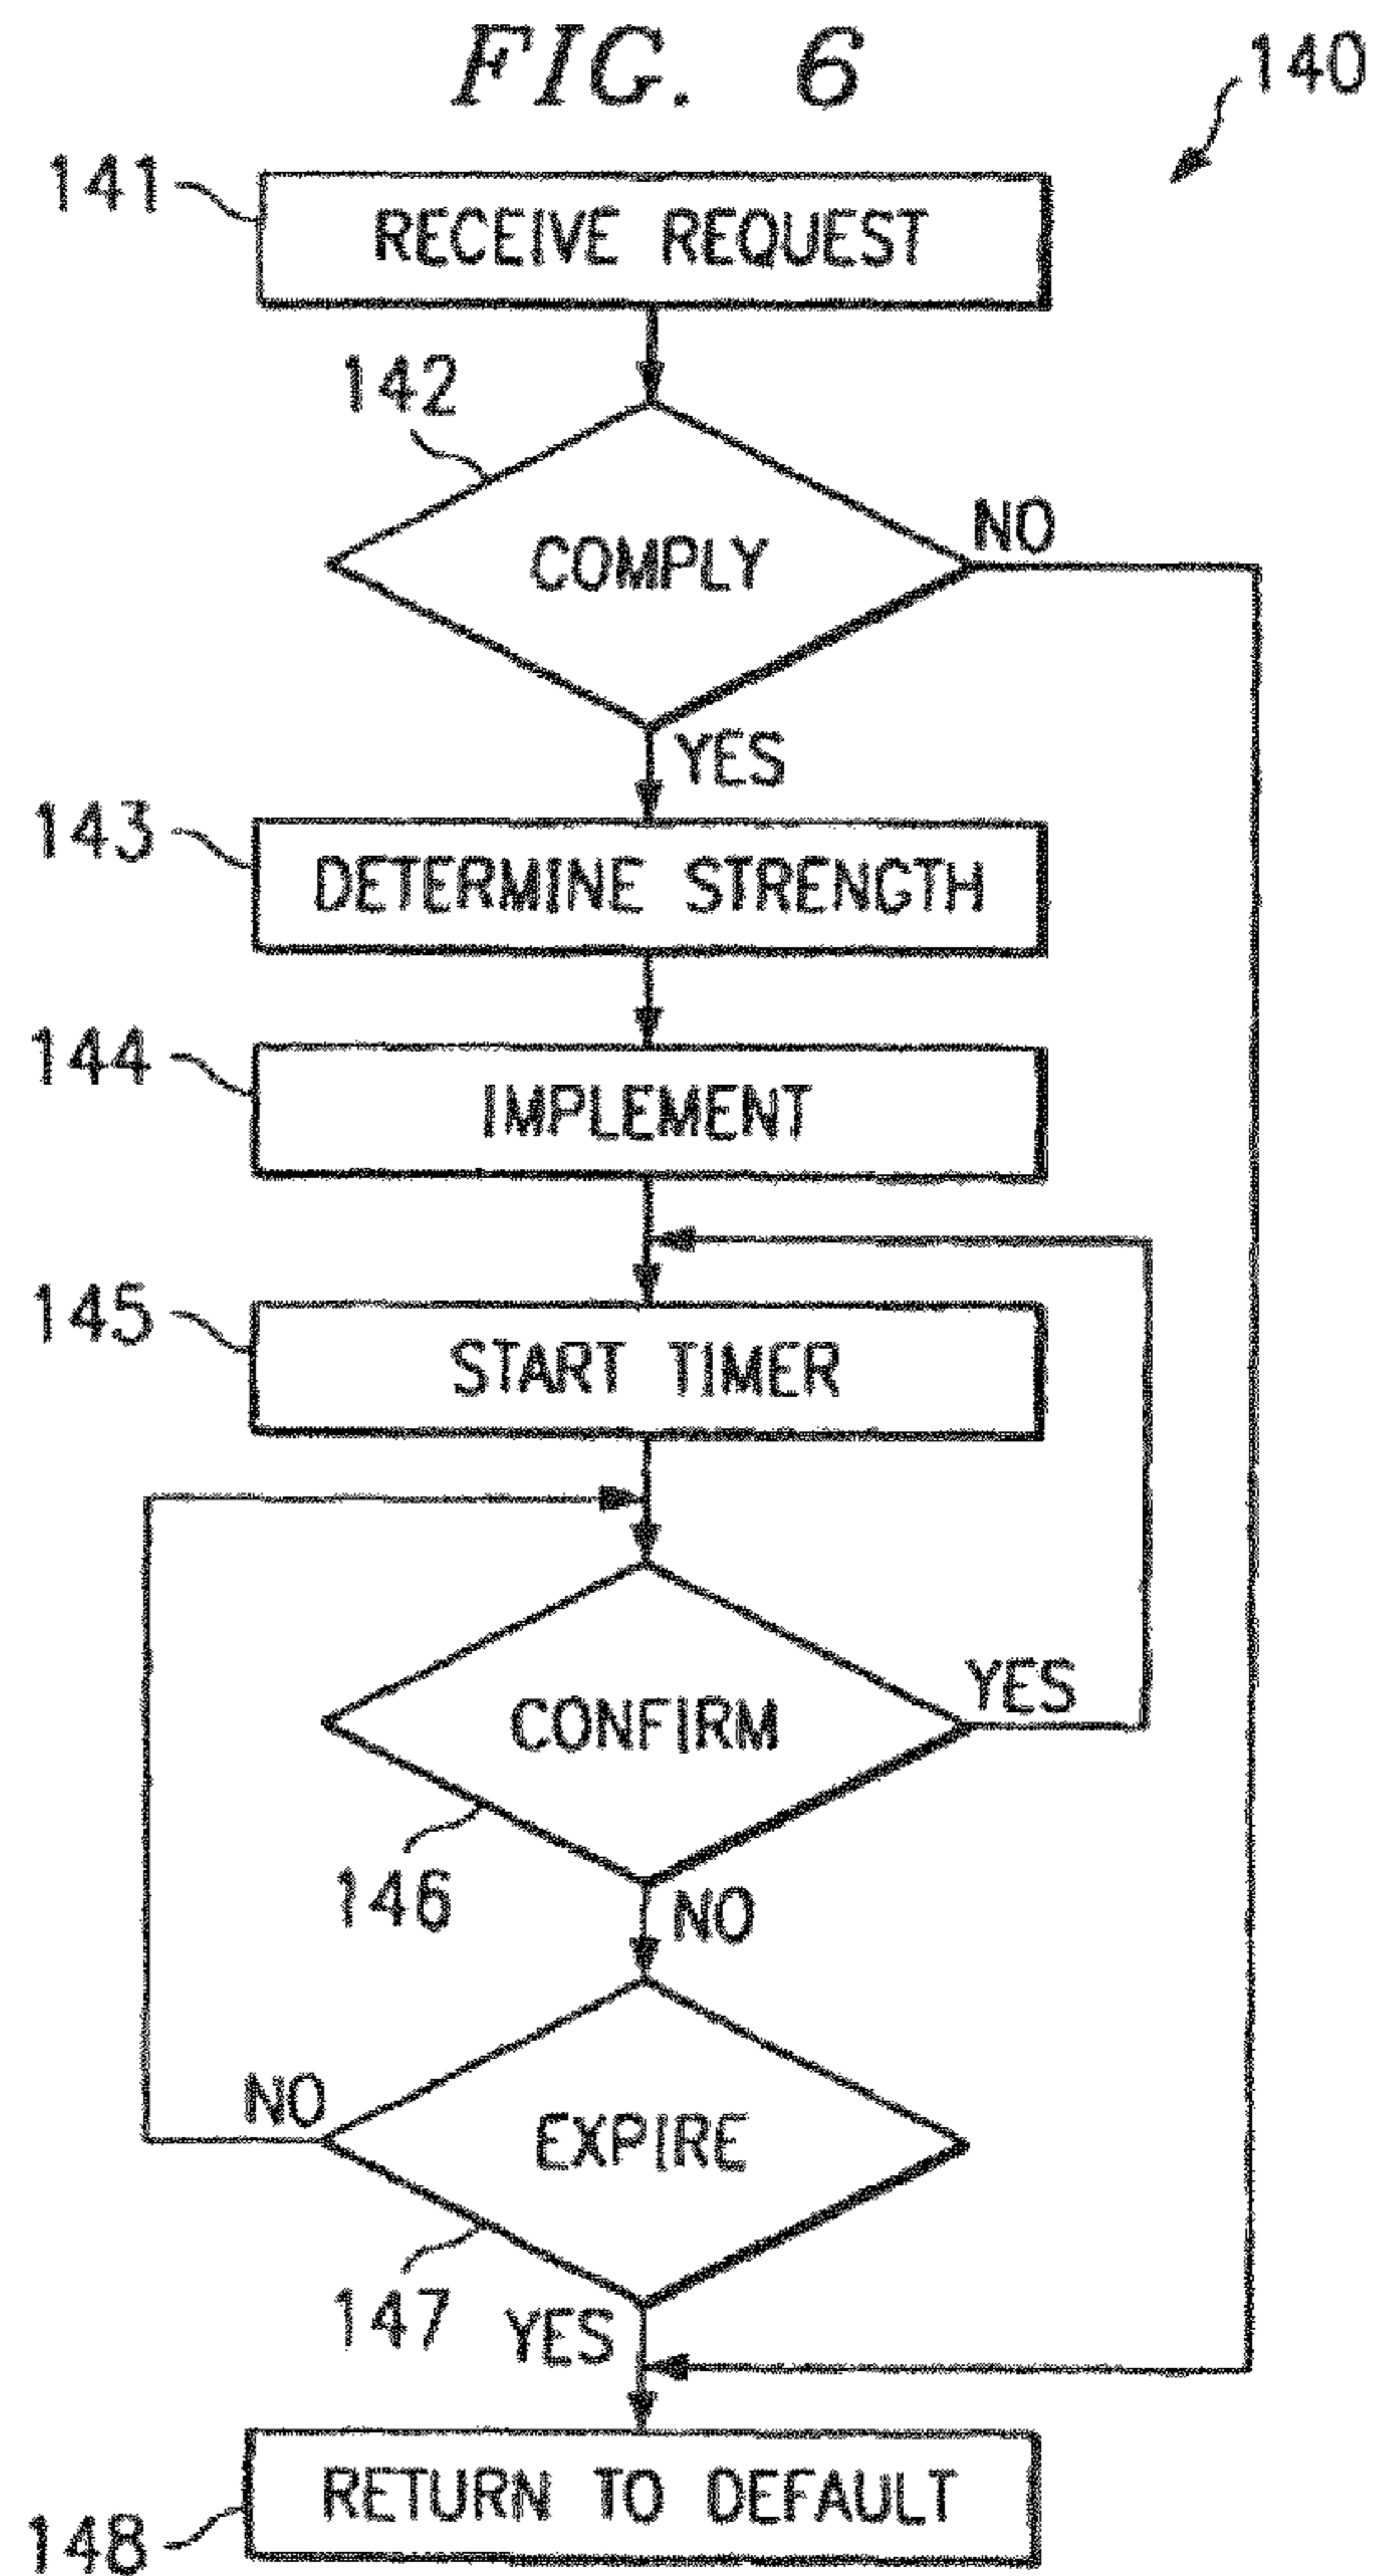 FIG. 6
140
141
RECEIVE REQUEST
142
COMPLY
NO
YES
143
DETERMINE STRENGTH
144
IMPLEMENT
145
START TIMER
CONFIRM
YES
146
NO
NO
EXPIRE
147
YES
RETURN TO DEFAULT
148